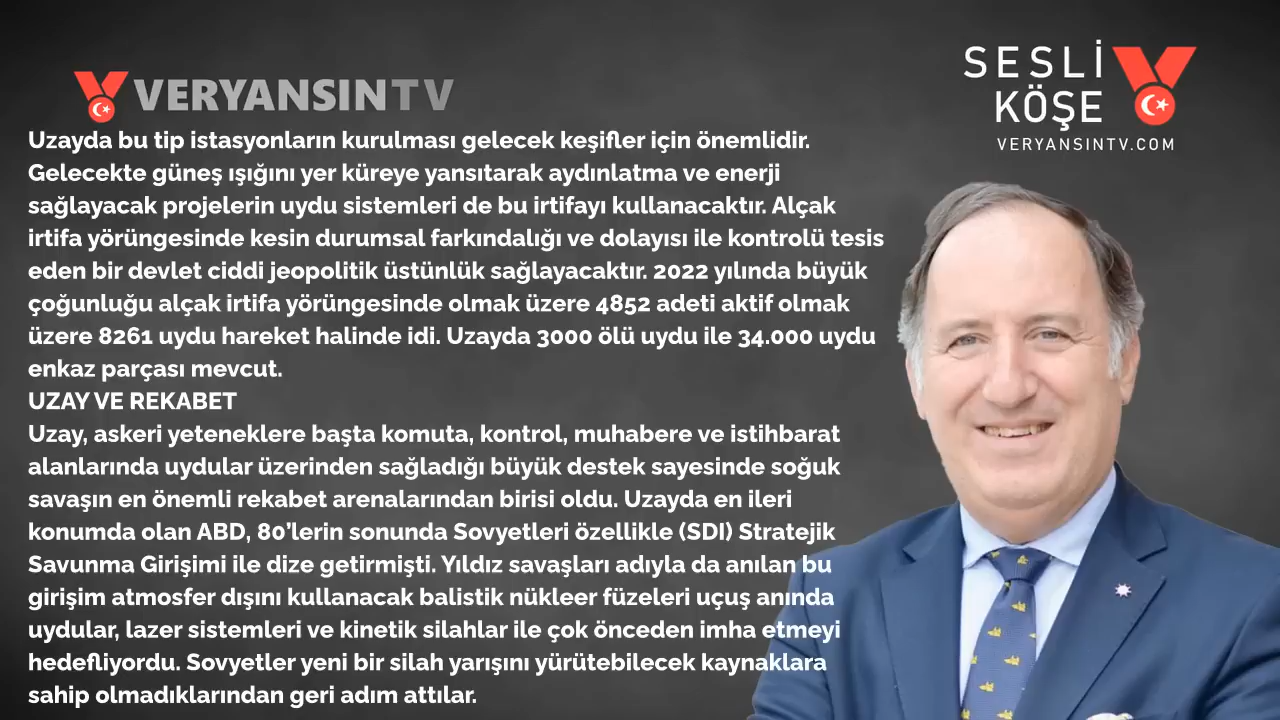 VERYANSINTV
SESLİ
KÖŞE
VERYANSINTV.COM
Uzayda bu tip istasyonların kurulması gelecek keşifler için önemlidir.
Gelecekte güneş ışığını yer küreye yansıtarak aydınlatma ve enerji
sağlayacak projelerin uydu sistemleri de bu irtifayı kullanacaktır. Alçak
irtifa yörüngesinde kesin durumsal farkındalığı ve dolayısı ile kontrolü tesis
eden bir devlet ciddi jeopolitik üstünlük sağlayacaktır. 2022 yılında büyük
çoğunluğu alçak irtifa yörüngesinde olmak üzere 4852 adeti aktif olmak
üzere 8261 uydu hareket halinde idi. Uzayda 3000 ölü uydu ile 34.000 uydu
enkaz parçası mevcut.
UZAY VE REKABET
Uzay, askeri yeteneklere başta komuta, kontrol, muhabere ve istihbarat
alanlarında uydular üzerinden sağladığı büyük destek sayesinde soğuk
savaşın en önemli rekabet arenalarından birisi oldu. Uzayda en ileri
konumda olan ABD, 80’lerin sonunda Sovyetleri özellikle (SDI) Stratejik
Savunma Girişimi ile dize getirmişti. Yıldız savaşları adıyla da anılan bu
girişim atmosfer dışını kullanacak balistik nükleer füzeleri uçuş anında
uydular, lazer sistemleri ve kinetik silahlar ile çok önceden imha etmeyi
hedefliyordu. Sovyetler yeni bir silah yarışını yürütebilecek kaynaklara
sahip olmadıklarından geri adım attılar.